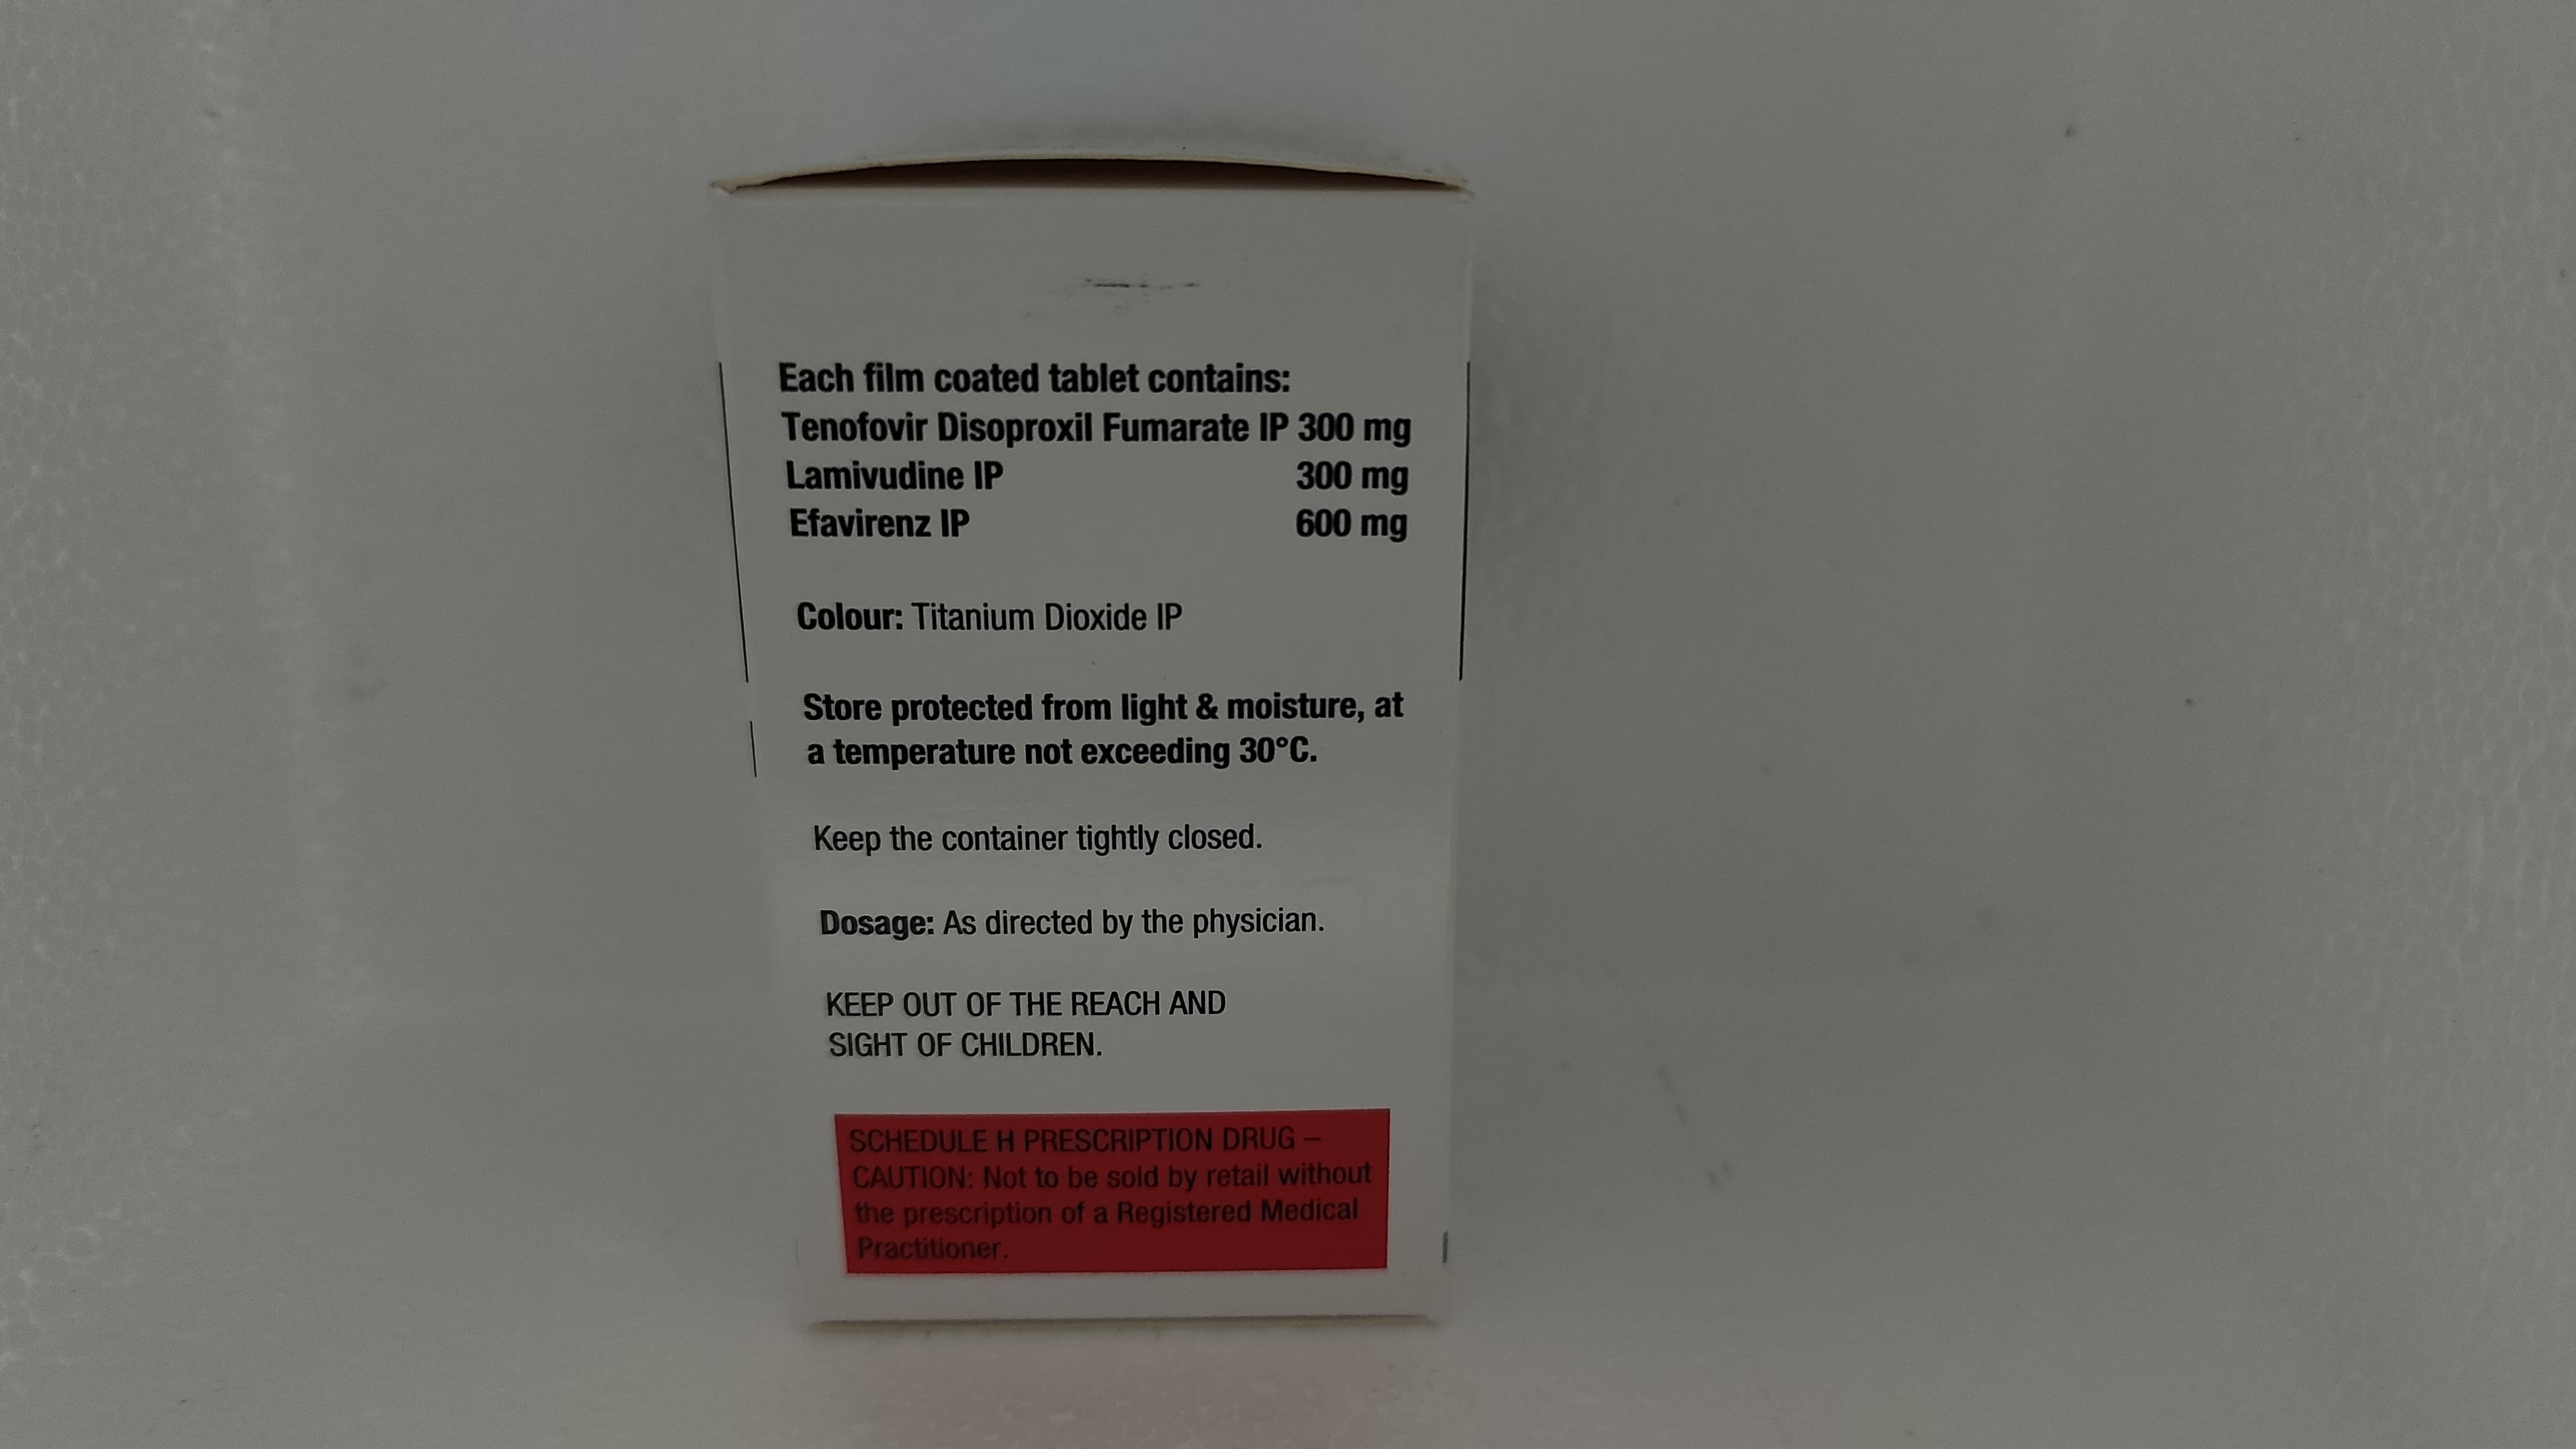 Each film coated tablet contains:
Tenofovir Disoproxil Fumarate IP 300 mg
Lamivudine IP 300 mg
Efavirenz IP 600 mg
Colour: Titanium Dioxide IP
Store protected from light & moisture, at
a temperature not exceeding 30°C.
Keep the container tightly closed.
Dosage: As directed by the physician.
KEEP OUT OF THE REACH AND
SIGHT OF CHILDREN.
SCHEDULE H PRESCRIPTION DRUG –
CAUTION: Not to be sold by retail without
the prescription of a Registered Medical
Practitioner.